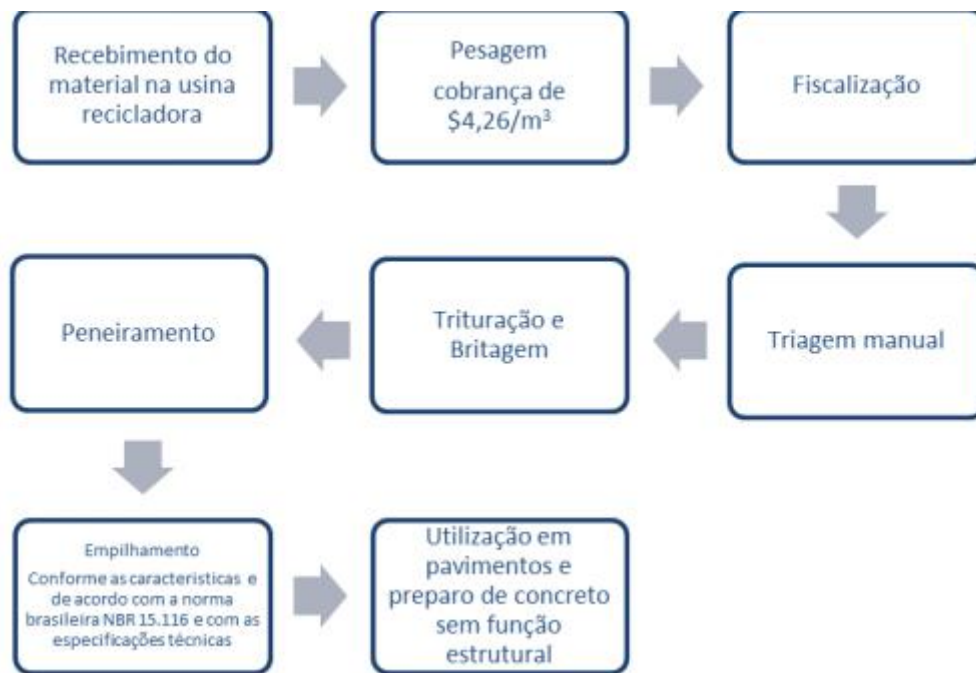 Recebimento do
material na usina
recicladora
Pesagem
cobrança de
$4,26/m³
Fiscalização
Triagem manual
Trituração e
Britagem
Peneiramento
Empilhamento
Conforme as características e
de acordo com a norma
brasileira NBR 15.116 e com as
especificações técnicas
Utilização em
pavimentos e
preparo de concreto
sem função
estrutural